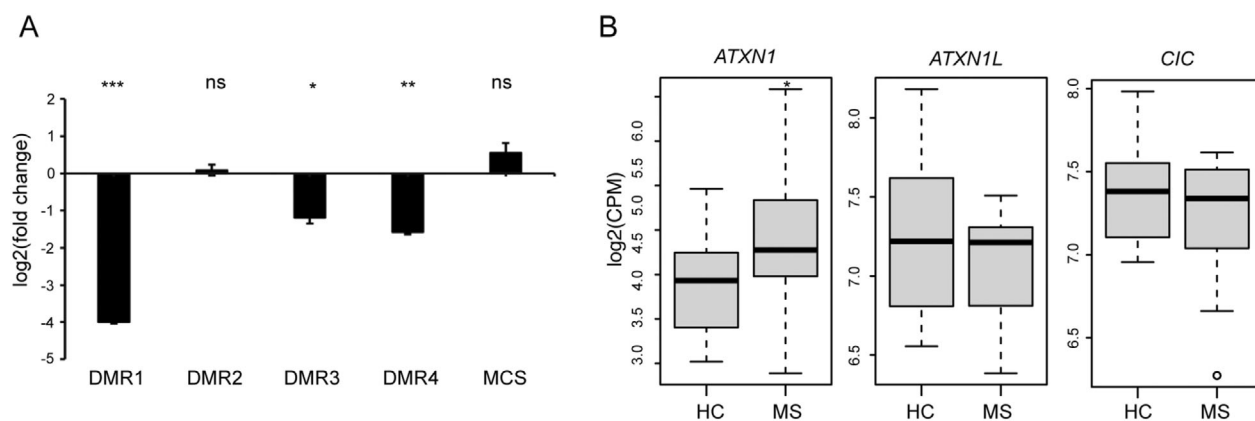 A
*** ns * ** ns
log2(fold change)
2
1
0
-1
-2
-3
-4
-5
DMR1 DMR2 DMR3 DMR4 MCS
B
ATXN1 ATXN1L CIC
log2(CPM)
*
6.0
5.5
5.0
4.5
4.0
3.5
3.0
HC MS
8.0
7.5
7.0
6.5
HC MS
8.0
7.5
7.0
6.5
HC MS